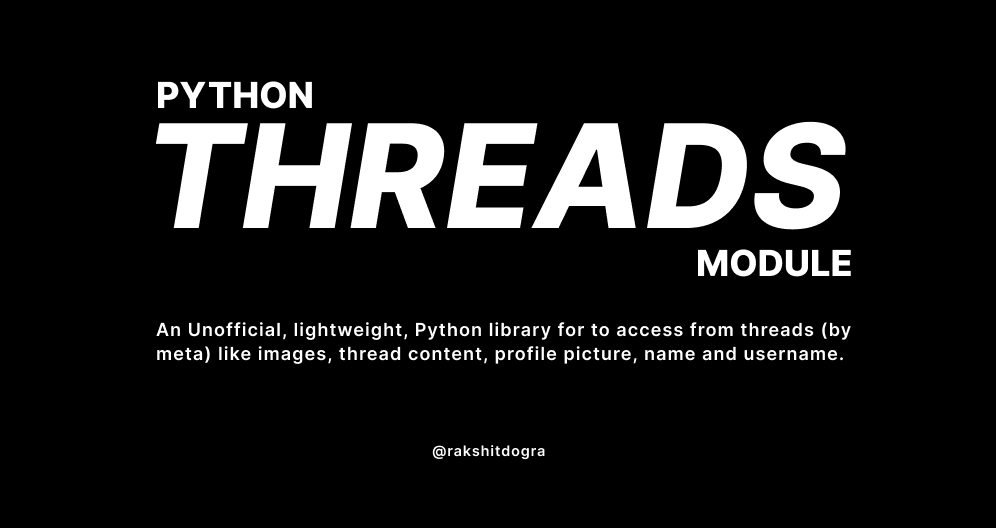 PYTHON
THREADS
MODULE
An Unofficial, lightweight, Python library for to access from threads (by
meta) like images, thread content, profile picture, name and username.
@rakshitdogra